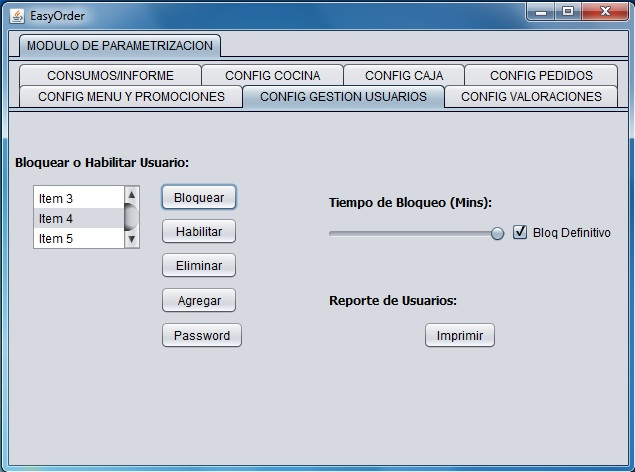 EasyOrder
MODULO DE PARAMETRIZACION
CONSUMOS/INFORME CONFIG COCINA CONFIG CAJA CONFIG PEDIDOS
CONFIG MENU Y PROMOCIONES CONFIG GESTION USUARIOS CONFIG VALORACIONES
Bloquear o Habilitar Usuario:
Item 3
Item 4
Item 5
Bloquear
Habilitar
Eliminar
Agregar
Password
Tiempo de Bloqueo (Mins):
Bloq Definitivo
Reporte de Usuarios:
Imprimir